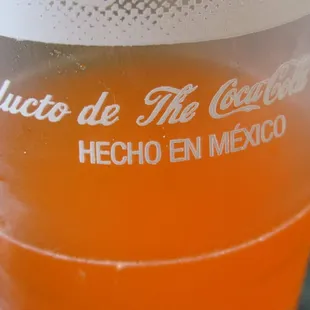 ducto de The Coca-Cola
HECHO EN MÉXICO